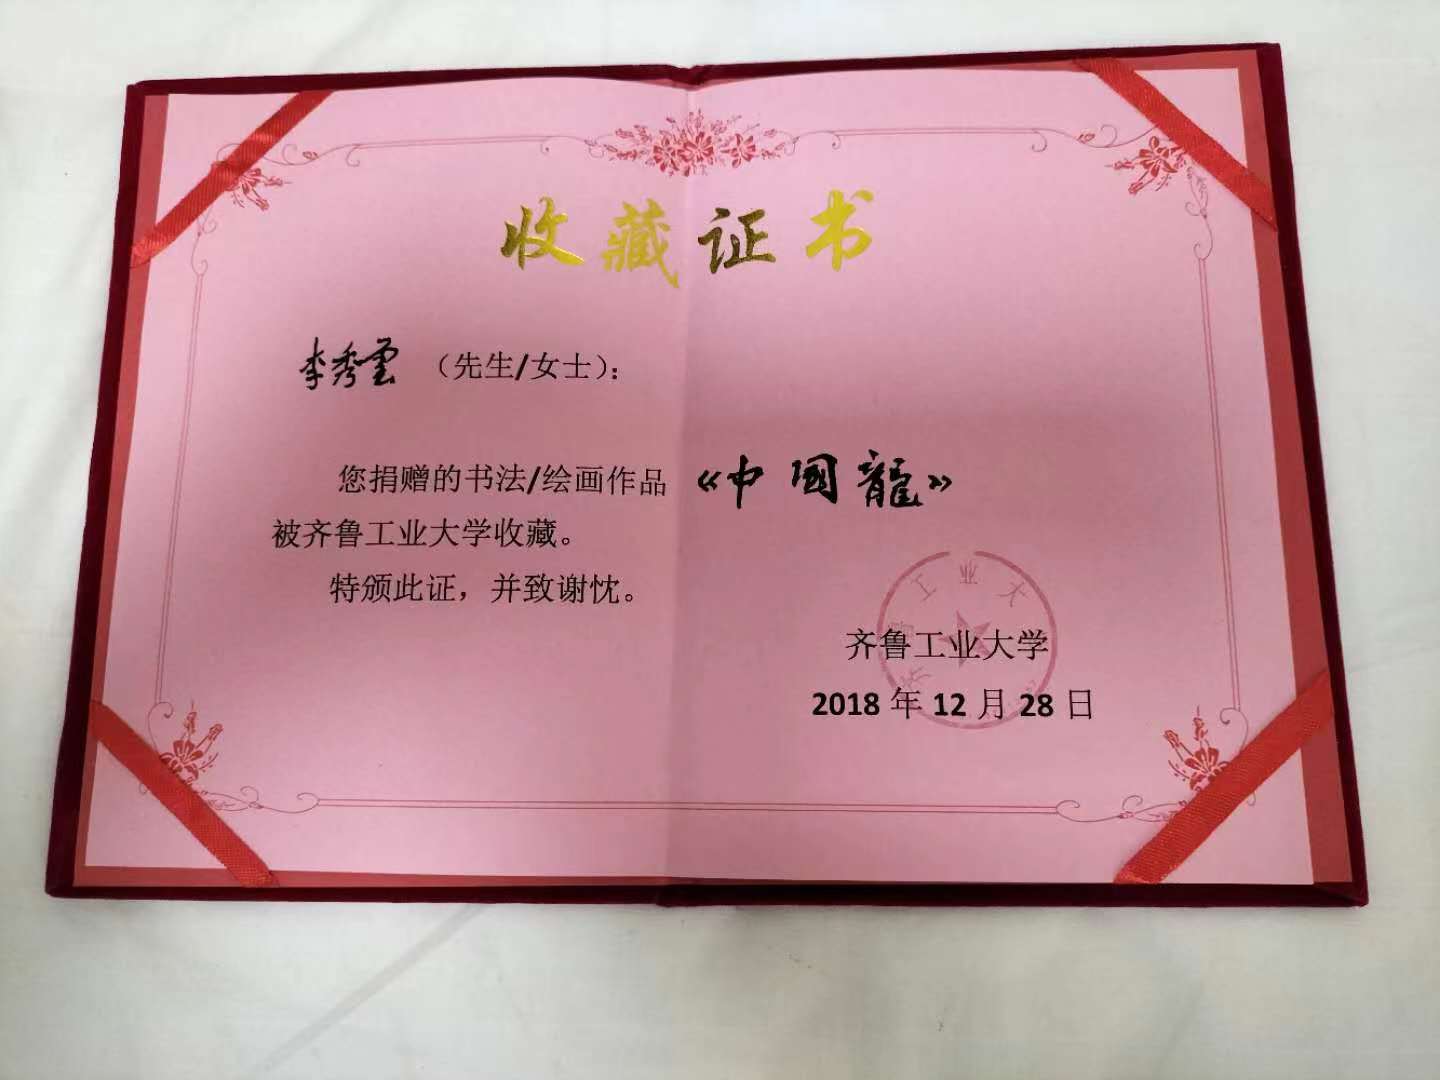 收藏证书
李秀雲（先生/女士）：
您捐赠的书法/绘画作品《中國龍》
被齐鲁工业大学收藏。
特颁此证，并致谢忱。
齐鲁工业大学
2018年12月28日